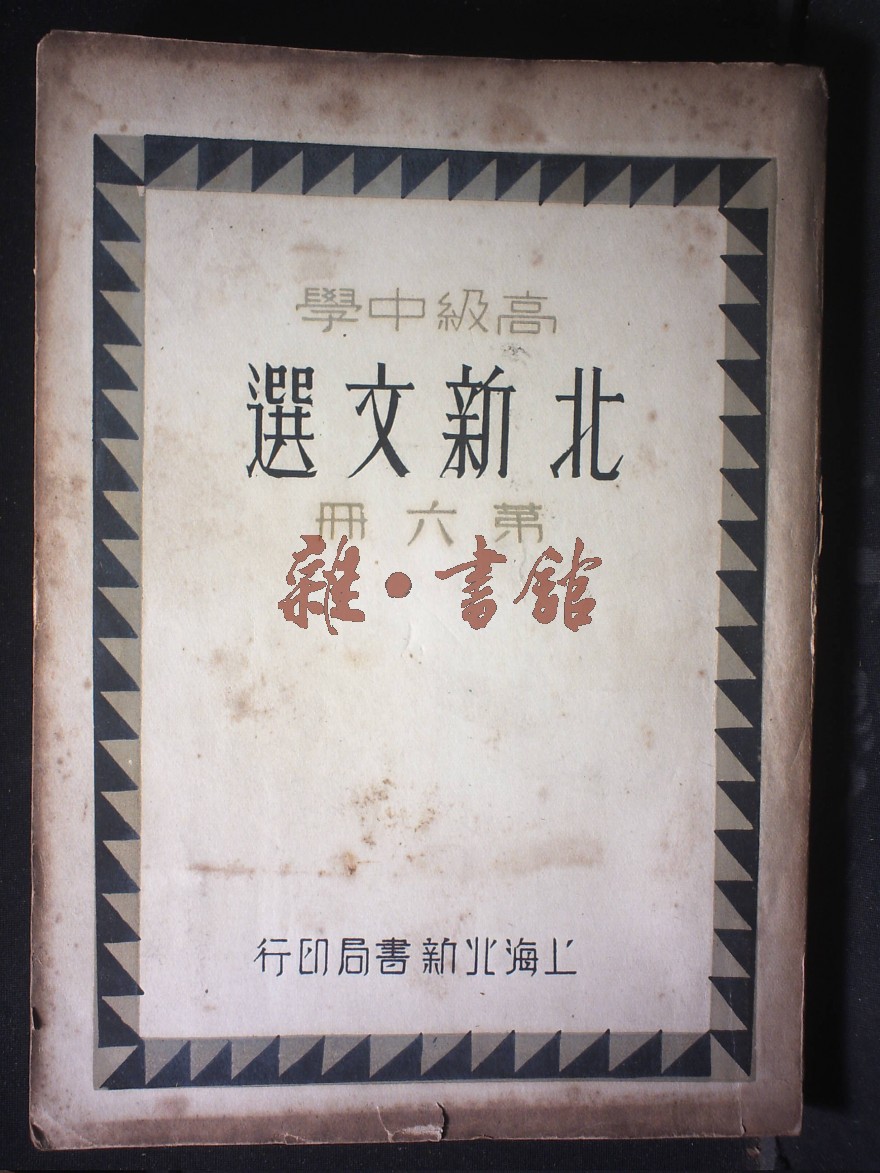 高級中學
北新文選
第六冊
雜·書館
上海北新書局印行